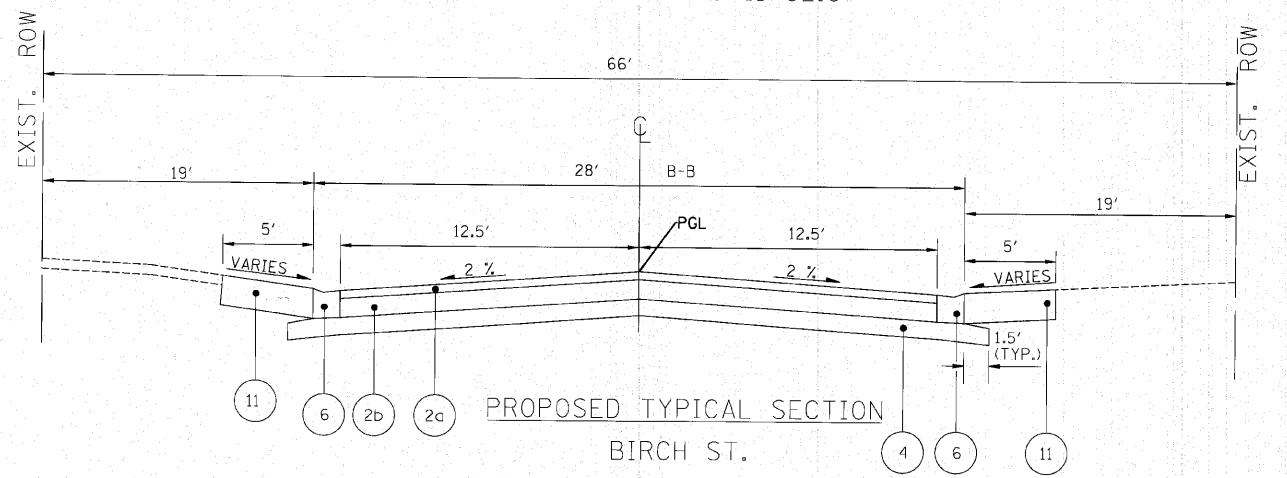 EXIST. ROW
66'
EXIST. ROW
℄
19'
28' B-B
19'
5'
12.5'
PGL
12.5'
5'
VARIES
2 %
2 %
VARIES
1.5'
(TYP.)
11
6
2b
2a
4
6
11
PROPOSED TYPICAL SECTION
BIRCH ST.